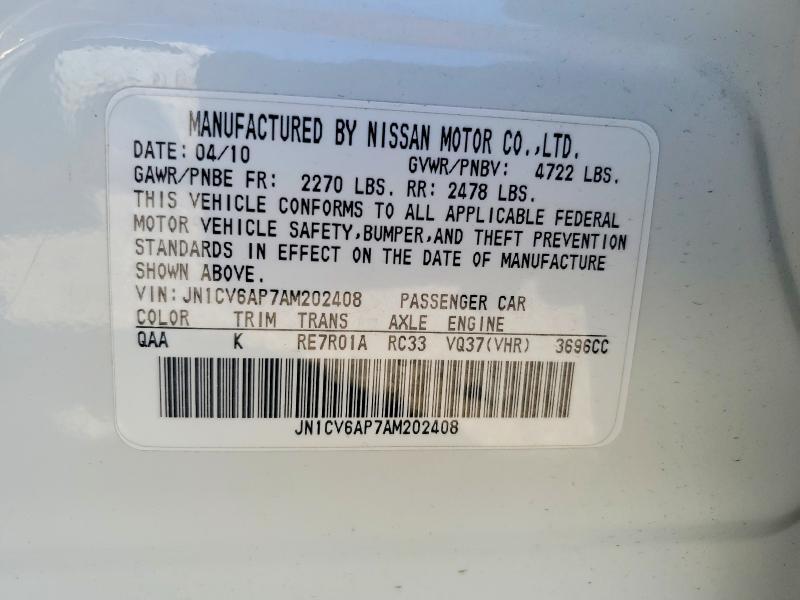 MANUFACTURED BY NISSAN MOTOR CO.,LTD.
DATE: 04/10 GVWR/PNBV: 4722 LBS.
GAWR/PNBE FR: 2270 LBS. RR: 2478 LBS.
THIS VEHICLE CONFORMS TO ALL APPLICABLE FEDERAL
MOTOR VEHICLE SAFETY,BUMPER,AND THEFT PREVENTION
STANDARDS IN EFFECT ON THE DATE OF MANUFACTURE
SHOWN ABOVE.
VIN:JN1CV6AP7AM202408 PASSENGER CAR
COLOR TRIM TRANS AXLE ENGINE
QAA K RE7R01A RC33 VQ37(VHR) 3696CC
JN1CV6AP7AM202408